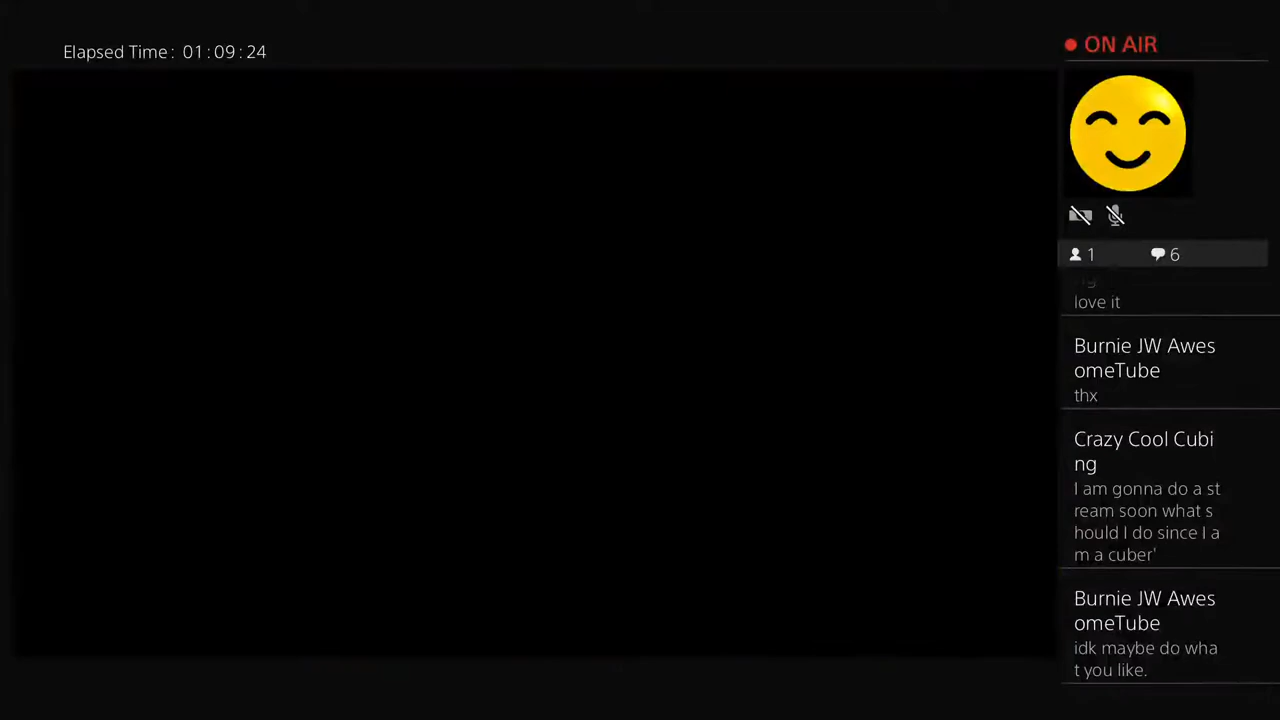 Elapsed Time: 01:09:24
ON AIR
1
6
love it
Burnie JW Awes
omeTube
thx
Crazy Cool Cubi
ng
I am gonna do a st
ream soon what s
hould I do since I a
m a cuber'
Burnie JW Awes
omeTube
idk maybe do wha
t you like.